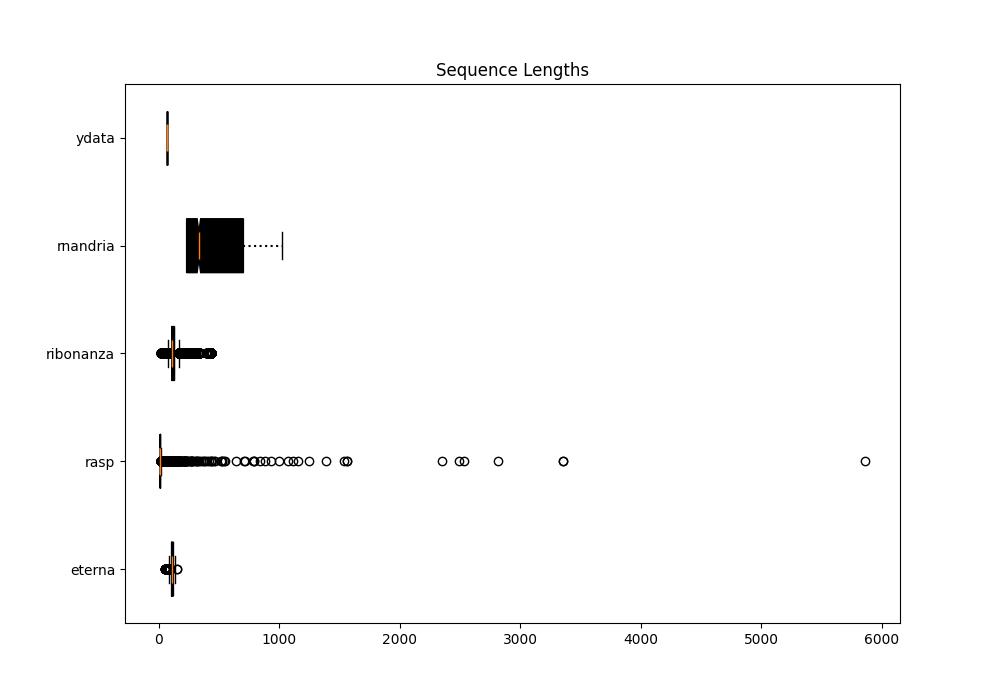 Sequence Lengths
ydata
rnandria
ribonanza
rasp
eterna
0 1000 2000 3000 4000 5000 6000